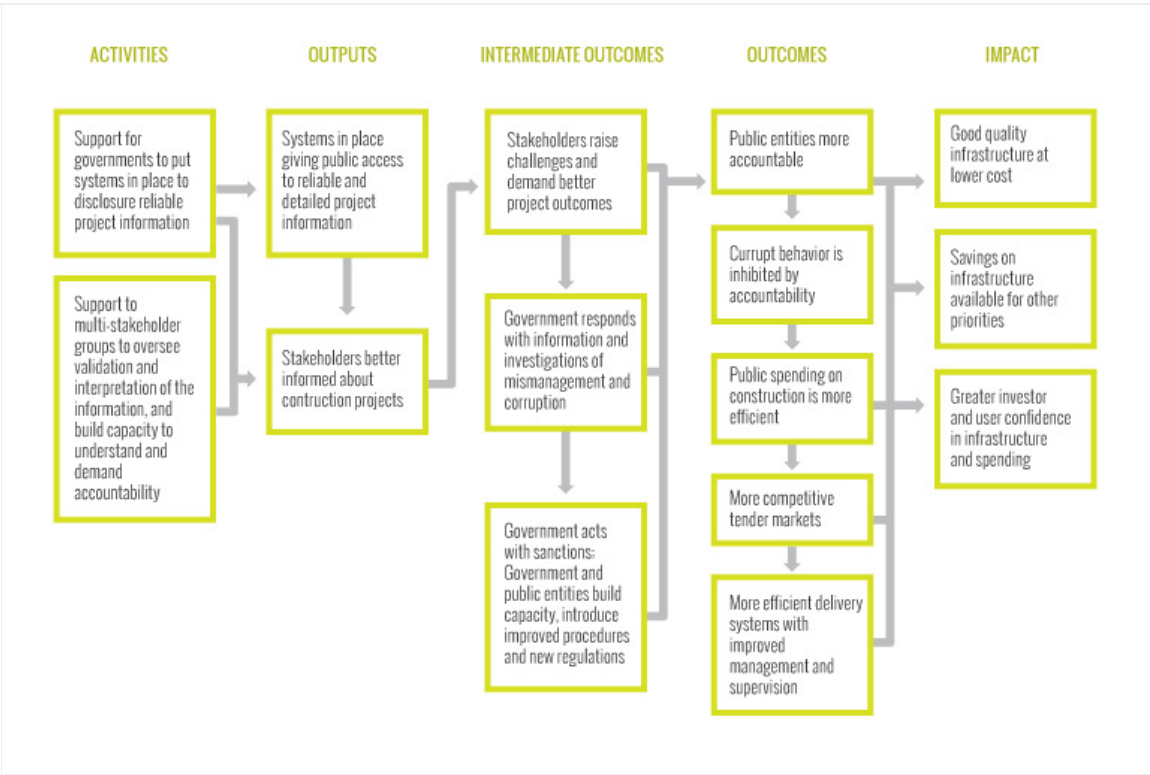 ACTIVITIES
OUTPUTS
INTERMEDIATE OUTCOMES
OUTCOMES
IMPACT
Support for
governments to put
systems in place to
disclosure reliable
project information
Support to
multi-stakeholder
groups to oversee
validation and
interpretation of the
information, and
build capacity to
understand and
demand
accountability
Systems in place
giving public access
to reliable and
detailed project
information
Stakeholders better
informed about
contruction projects
Stakeholders raise
challenges and
demand better
project outcomes
Government responds
with information and
investigations of
mismanagement and
corruption
Government acts
with sanctions:
Government and
public entities build
capacity, introduce
improved procedures
and new regulations
Public entities more
accountable
Currupt behavior is
inhibited by
accountability
Public spending on
construction is more
efficient
More competitive
tender markets
More efficient delivery
systems with
improved
management and
supervision
Good quality
infrastructure at
lower cost
Savings on
infrastructure
available for other
priorities
Greater investor
and user confidence
in infrastructure
and spending